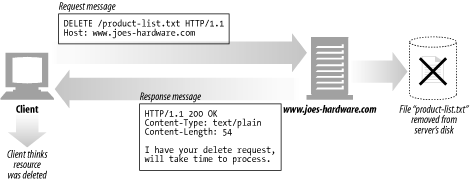 Request message
DELETE /product-list.txt HTTP/1.1
Host: www.joes-hardware.com
Client
www.joes-hardware.com
File "product-list.txt"
removed from
server's disk
Response message
HTTP/1.1 200 OK
Content-Type: text/plain
Content-Length: 54
I have your delete request,
will take time to process.
Client thinks
resource
was deleted